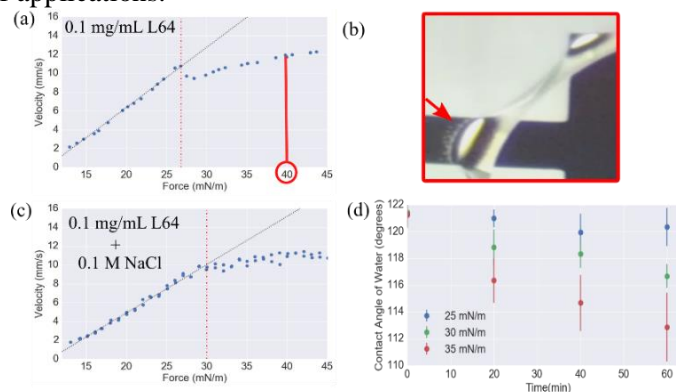 applications.
(a)
0.1 mg/mL L64
Velocity (mm/s)
16
14
12
10
8
6
4
2
0
15
20
25
30
35
40
45
Force (mN/m)
(b)
(c)
0.1 mg/mL L64
+
0.1 M NaCl
Velocity (mm/s)
16
14
12
10
8
6
4
2
0
15
20
25
30
35
40
45
Force (mN/m)
(d)
Contact Angle of Water (degrees)
122
120
118
116
114
112
110
25 mN/m
30 mN/m
35 mN/m
0
10
20
30
40
50
60
Time(min)